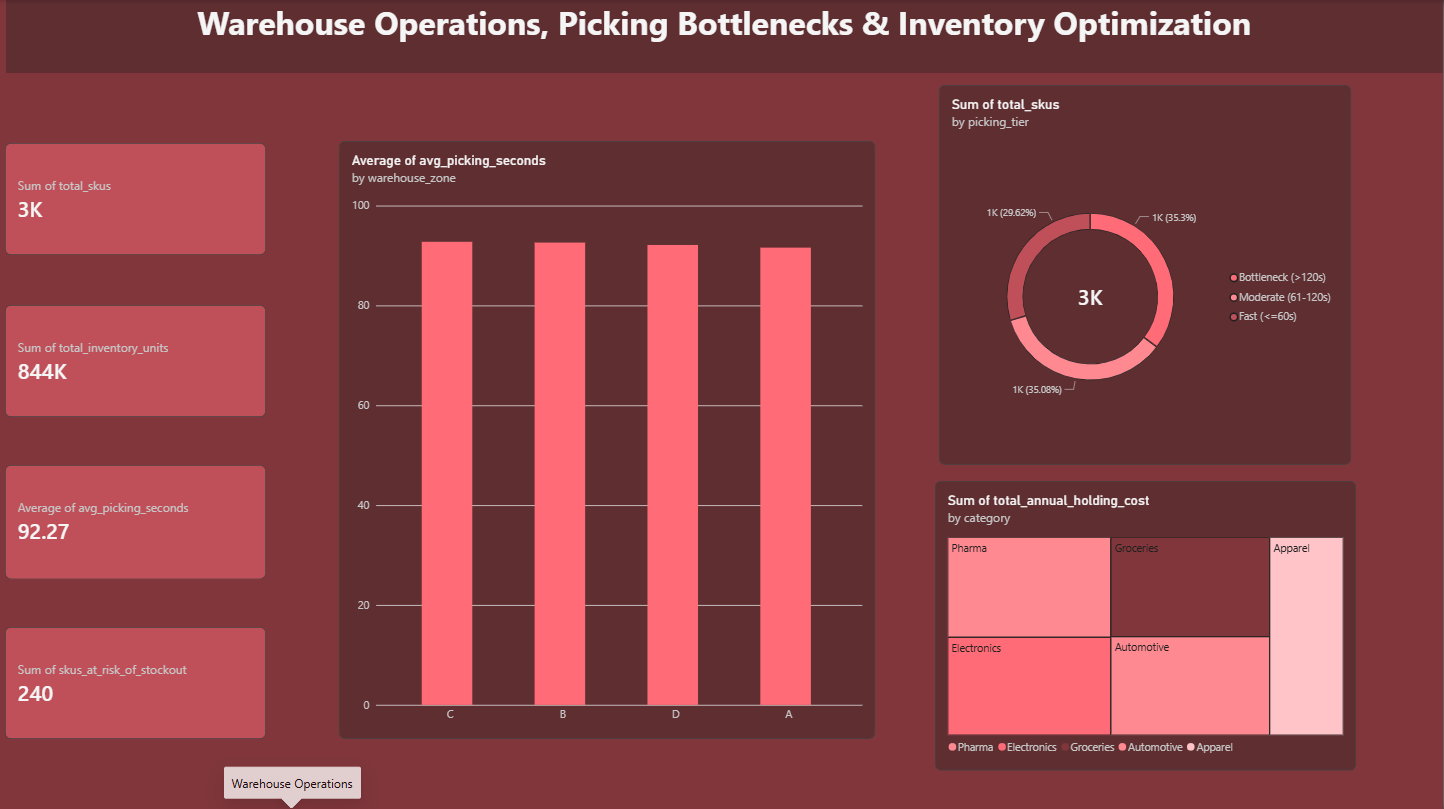 Warehouse Operations, Picking Bottlenecks & Inventory Optimization
Sum of total_skus
3K
Sum of total_inventory_units
844K
Average of avg_picking_seconds
92.27
Sum of skus_at_risk_of_stockout
240
Average of avg_picking_seconds
by warehouse_zone
100
80
60
40
20
0
C B D A
Sum of total_skus
by picking_tier
1K (29.62%)
1K (35.3%)
3K
1K (35.08%)
Bottleneck (>120s)
Moderate (61-120s)
Fast (<=60s)
Sum of total_annual_holding_cost
by category
Pharma
Groceries
Apparel
Electronics
Automotive
Pharma Electronics Groceries Automotive Apparel
Warehouse Operations